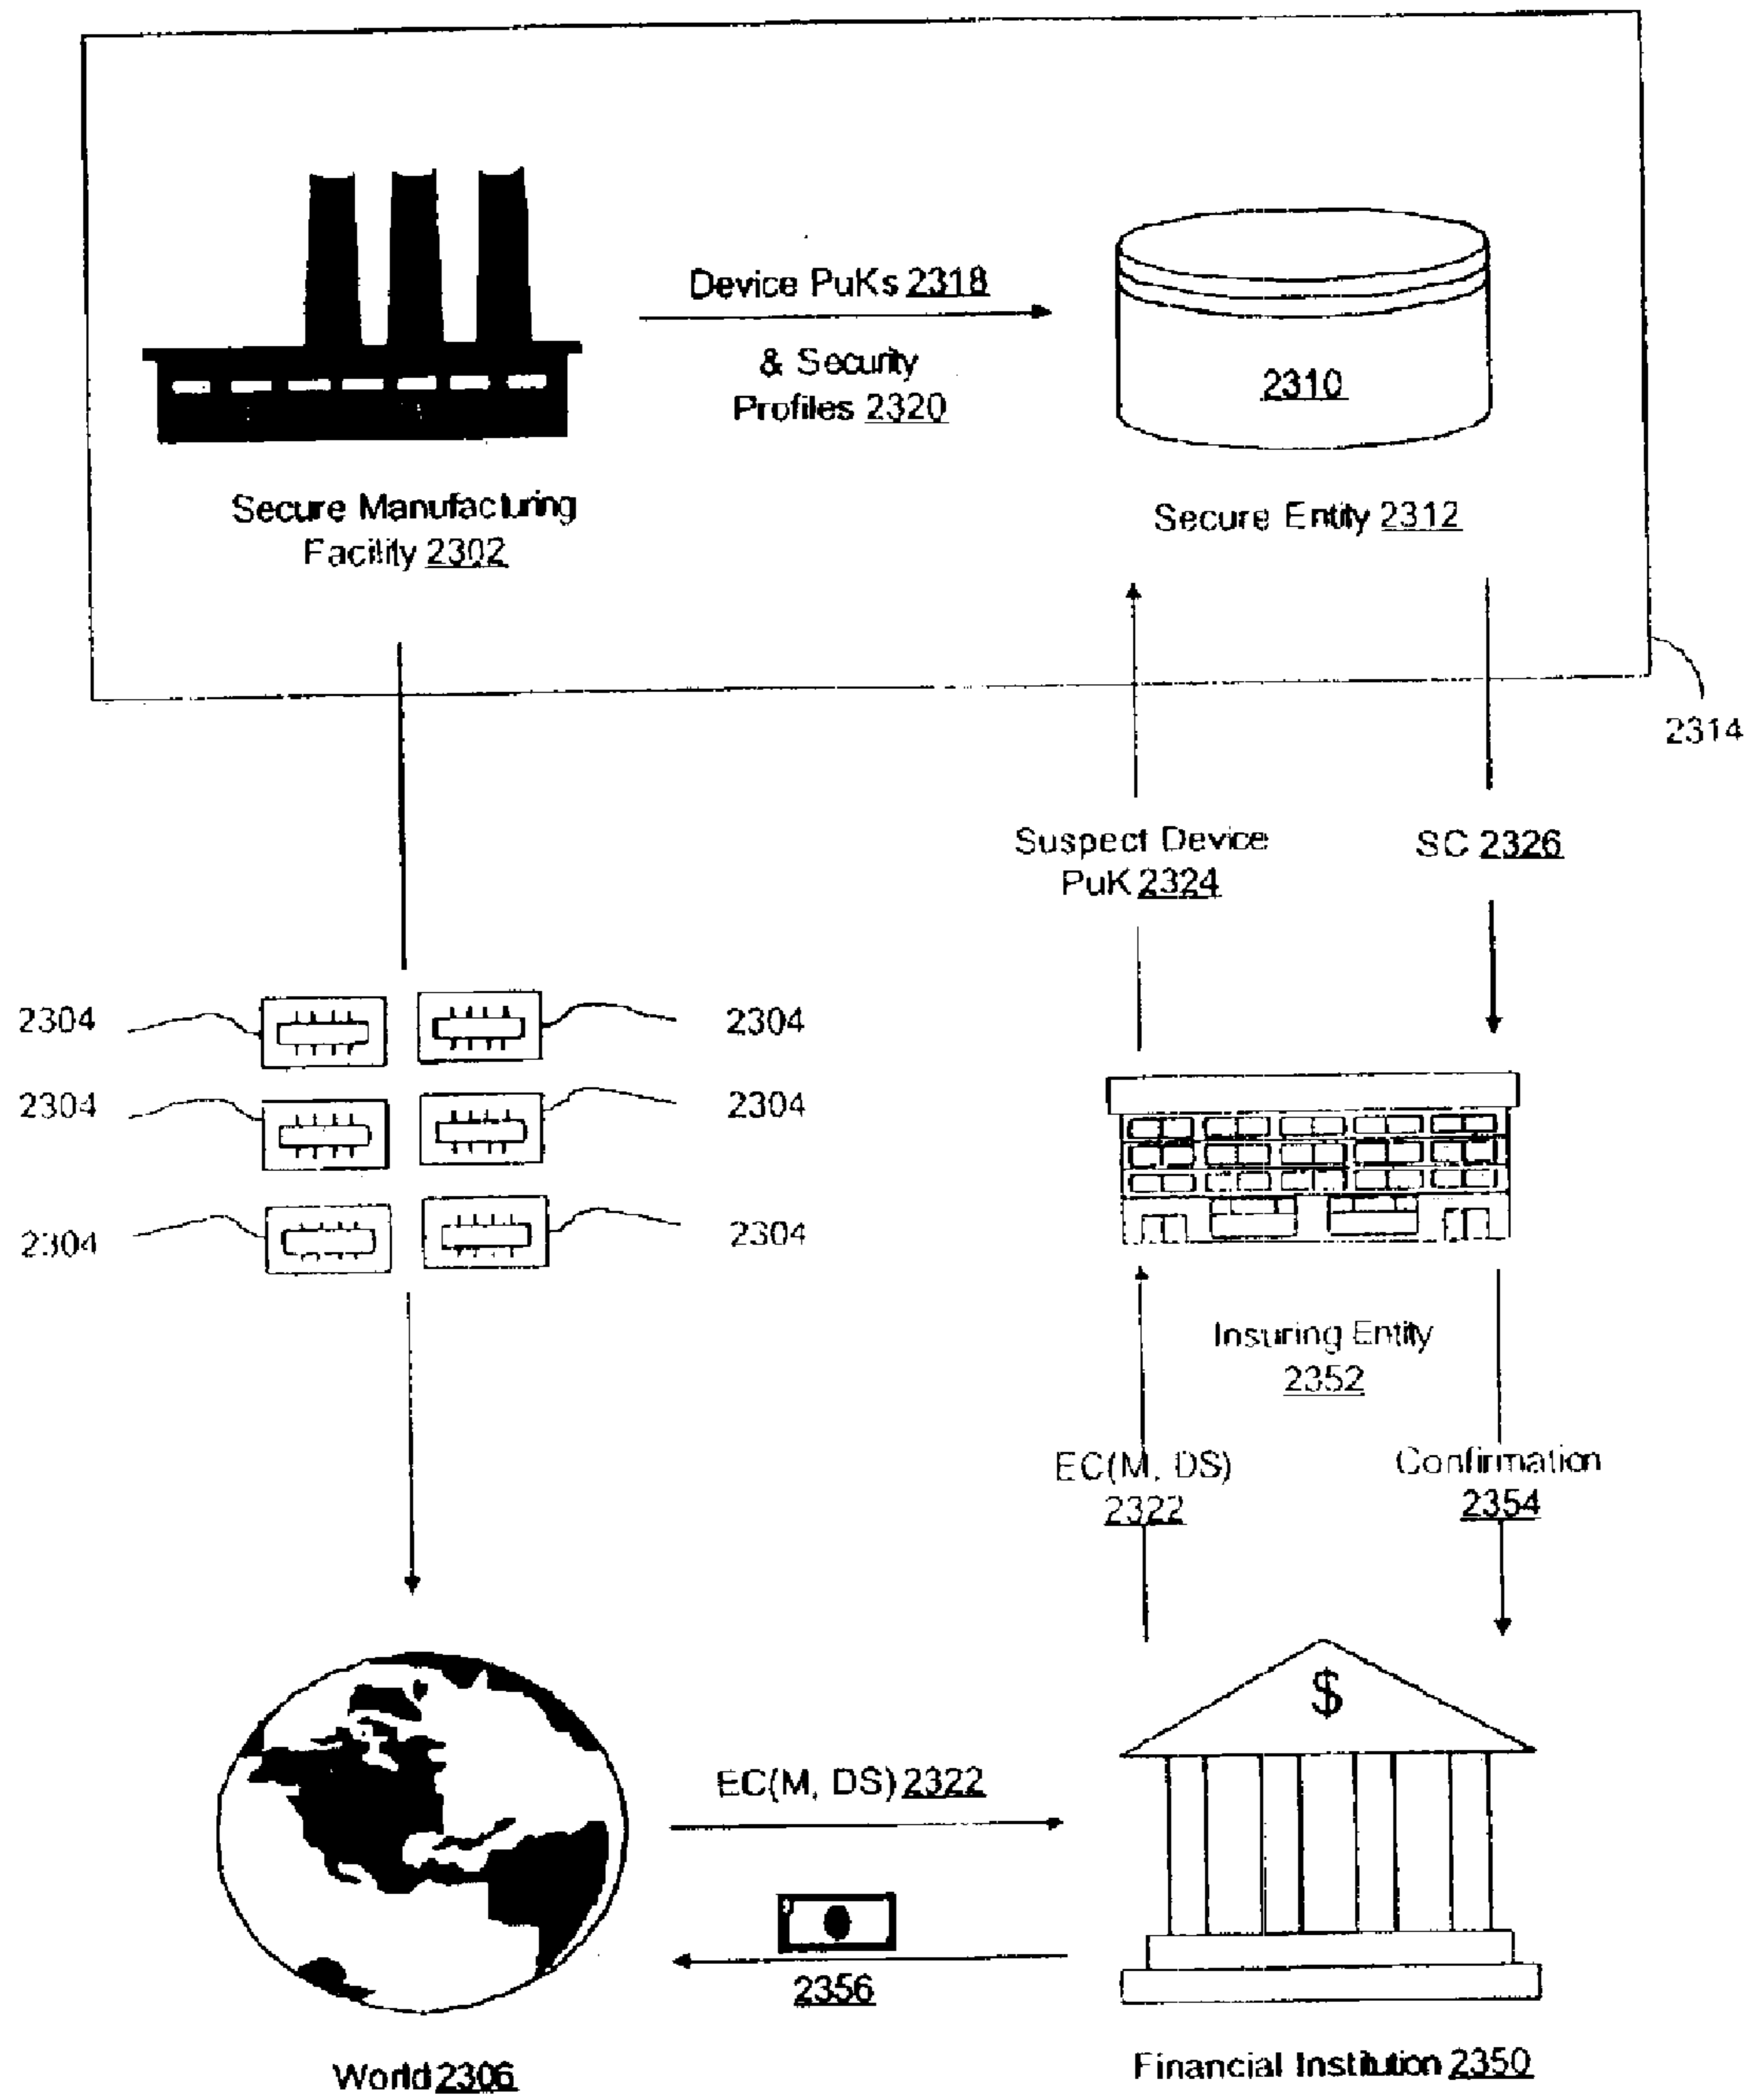 Device PuKs 2318
& Security
Profiles 2320
2310
Secure Manufacturing
Facility 2302
Secure Entity 2312
2314
Suspect Device
PuK 2324
SC 2326
2304
2304
2304
2304
2304
2304
Insuring Entity
2352
EC(M, DS)
2322
Confirmation
2354
$
EC(M, DS) 2322
2356
World 2306
Financial Institution 2350